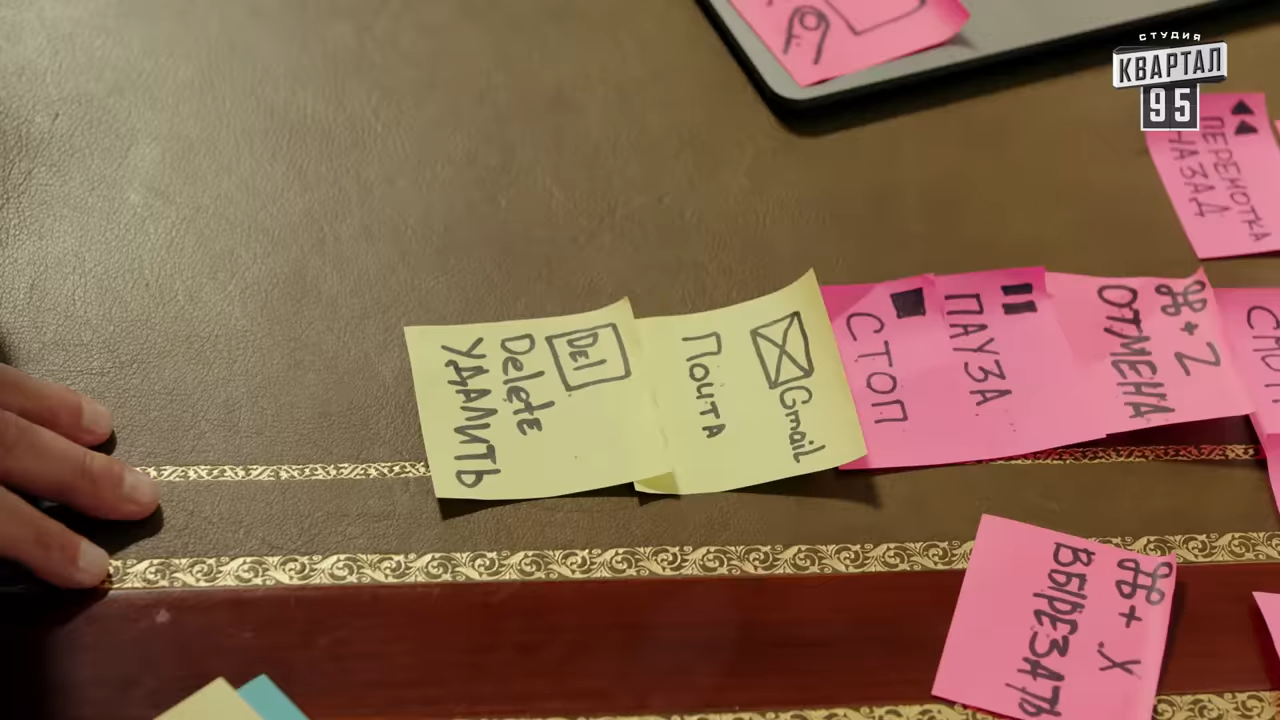 СТУДИЯ
КВАРТАЛ
95
ПЕРЕМОТКА
НАЗАД
Del
Delete
УДАЛИТЬ
Gmail
Почта
СТОП
ПАУЗА
⌘+Z
ОТМЕНА
⌘+X
ВЫРЕЗАТЬ